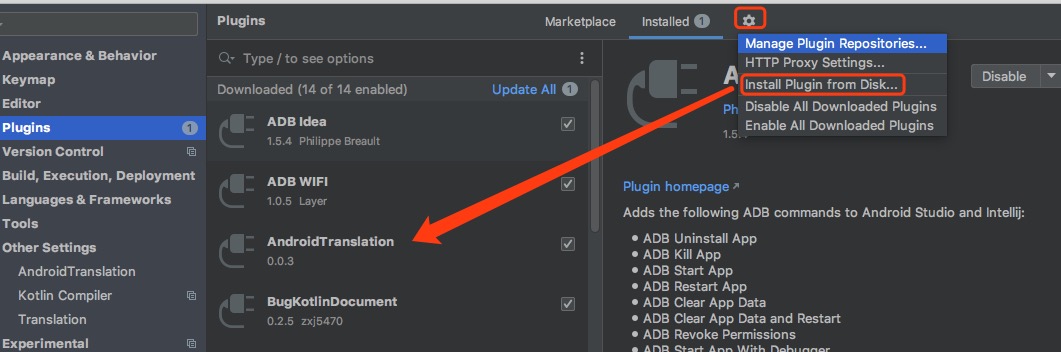 Plugins
Marketplace
Installed 1
Appearance & Behavior
Keymap
Editor
Plugins 1
Version Control
Build, Execution, Deployment
Languages & Frameworks
Tools
Other Settings
AndroidTranslation
Kotlin Compiler
Translation
Experimental
Type / to see options
Downloaded (14 of 14 enabled)
Update All 1
ADB Idea
1.5.4 Philippe Breault
ADB WIFI
1.0.5 Layer
AndroidTranslation
0.0.3
BugKotlinDocument
0.2.5 zxj5470
Manage Plugin Repositories...
HTTP Proxy Settings...
Install Plugin from Disk...
Disable All Downloaded Plugins
Enable All Downloaded Plugins
Disable
Plugin homepage
Adds the following ADB commands to Android Studio and Intellij:
• ADB Uninstall App
• ADB Kill App
• ADB Start App
• ADB Restart App
• ADB Clear App Data
• ADB Clear App Data and Restart
• ADB Revoke Permissions
• ADB Start App With Debugger